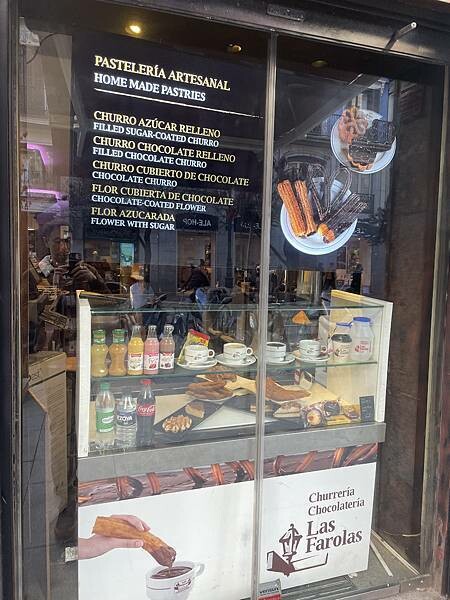 PASTELERÍA ARTESANAL
HOME MADE PASTRIES
CHURRO AZÚCAR RELLENO
FILLED SUGAR-COATED CHURRO
CHURRO CHOCOLATE RELLENO
FILLED CHOCOLATE CHURRO
CHURRO CUBIERTO DE CHOCOLATE
CHOCOLATE CHURRO
FLOR CUBIERTA DE CHOCOLATE
CHOCOLATE-COATED FLOWER
FLOR AZUCARADA
FLOWER WITH SUGAR
Churrería
Chocolatería
Las
Farolas